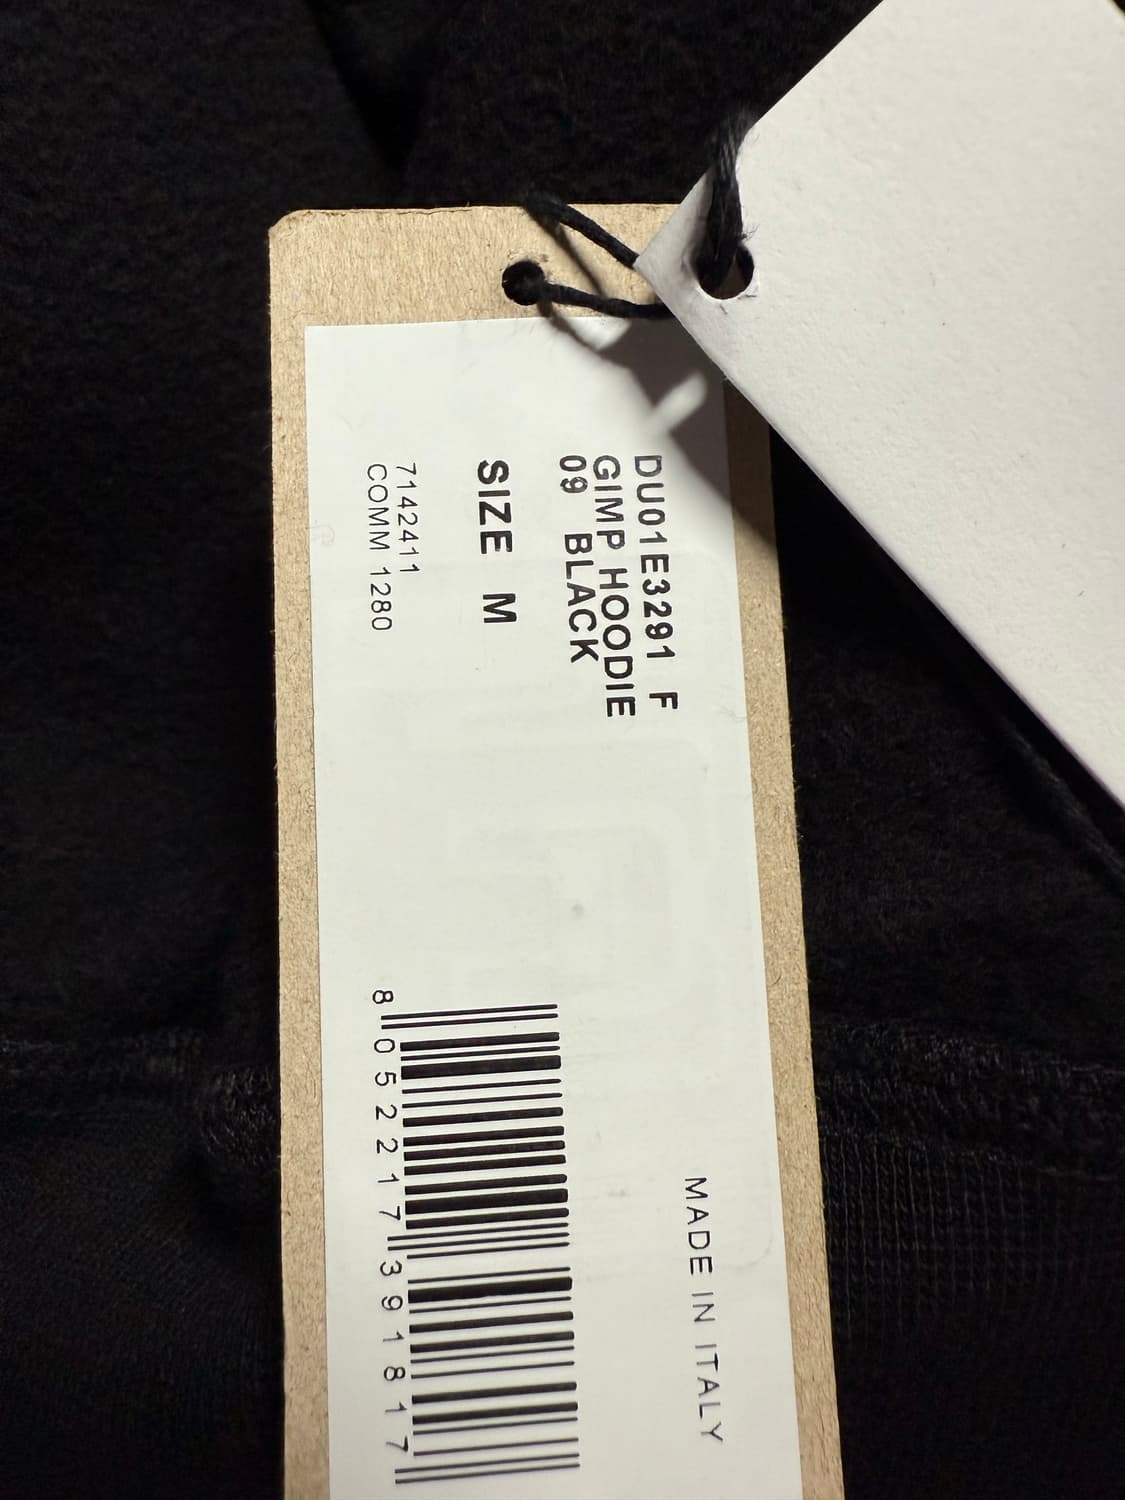 DU01E3291 F
GIMP HOODIE
09 BLACK
SIZE M
7142411
COMM 1280
MADE IN ITALY
8 052217 391817